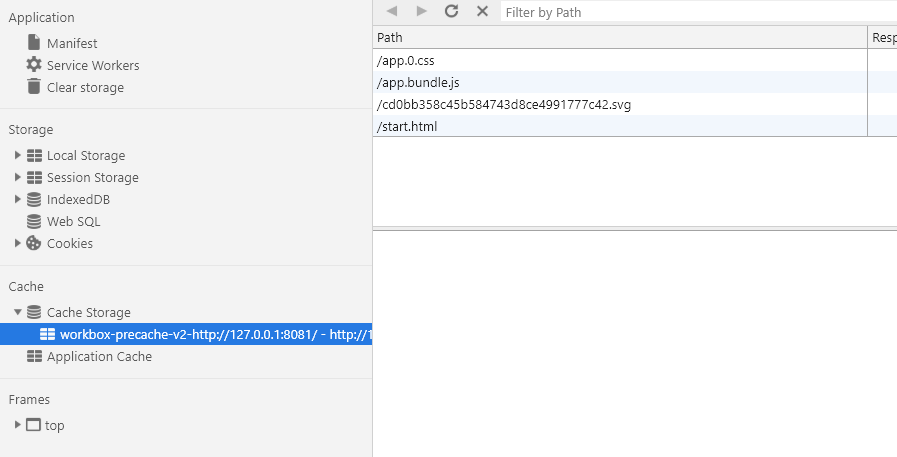 Application
Manifest
Service Workers
Clear storage
Storage
Local Storage
Session Storage
IndexedDB
Web SQL
Cookies
Cache
Cache Storage
workbox-precache-v2-http://127.0.0.1:8081/ - http://1
Application Cache
Frames
top
Filter by Path
Path Resp
/app.0.css
/app.bundle.js
/cd0bb358c45b584743d8ce4991777c42.svg
/start.html